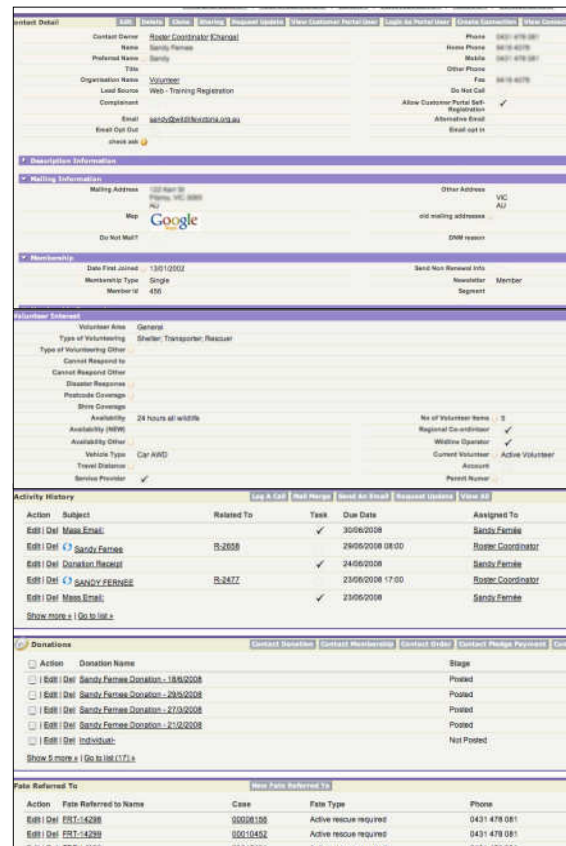 Contact Detail Edit Delete Clone Sharing Request Update View Customer Portal User Login As Portal User Create Connection View Connect
Contact Owner Roster Coordinator [Change] Phone
Name Sandy Fernee Home Phone
Preferred Name Sandy Mobile
Title Other Phone
Organisation Name Volunteer Fax
Lead Source Web - Training Registration Do Not Call
Complainant Allow Customer Portal Self-
Registration ✓
Email sandy@wildlifevictoria.org.au Alternative Email
Email Opt Out Email opt in
check ask
Description Information
Mailing Information
Mailing Address Other Address
VIC
AU AU
Map Google old mailing addresses
Do Not Mail? DNM reason
Membership
Date First Joined 13/01/2002 Send Non Renewal Info
Membership Type Single Newsletter Member
Member Id 456 Segment
Volunteer Interest
Volunteer Area General
Type of Volunteering Shelter; Transporter; Rescuer
Type of Volunteering Other
Cannot Respond to
Cannot Respond Other
Disaster Response
Postcode Coverage
Shire Coverage
Availability 24 hours all wildlife No of Volunteer Items 5
Availability (NEW) Regional Co-ordintaor ✓
Availability Other Wildline Operator ✓
Vehicle Type Car AWD Current Volunteer Active Volunteer
Travel Distance Account
Service Provider ✓ Permit Numer
Activity History Log A Call Mail Merge Send An Email Request Update View All
Action Subject Related To Task Due Date Assigned To
Edit | Del Mass Email: ✓ 30/06/2008 Sandy Fernée
Edit | Del Sandy Fernee R-2658 29/06/2008 08:00 Roster Coordinator
Edit | Del Donation Receipt ✓ 24/06/2008 Sandy Fernée
Edit | Del SANDY FERNEE R-2477 23/06/2008 17:00 Roster Coordinator
Edit | Del Mass Email: ✓ 23/06/2008 Sandy Fernée
Show more » | Go to list »
Donations Contact Donation Contact Membership Contact Order Contact Pledge Payment Con
Action Donation Name Stage
| Edit | Del Sandy Fernee Donation - 18/6/2008 Posted
| Edit | Del Sandy Fernee Donation - 29/5/2008 Posted
| Edit | Del Sandy Fernee Donation - 27/3/2008 Posted
| Edit | Del Sandy Fernee Donation - 21/2/2008 Posted
| Edit | Del Individual- Not Posted
Show 5 more » | Go to list (17) »
Fate Referred To New Fate Referred To
Action Fate Referred to Name Case Fate Type Phone
Edit | Del FRT-14298 00008156 Active rescue required 0431 478 081
Edit | Del FRT-14299 00010452 Active rescue required 0431 478 081